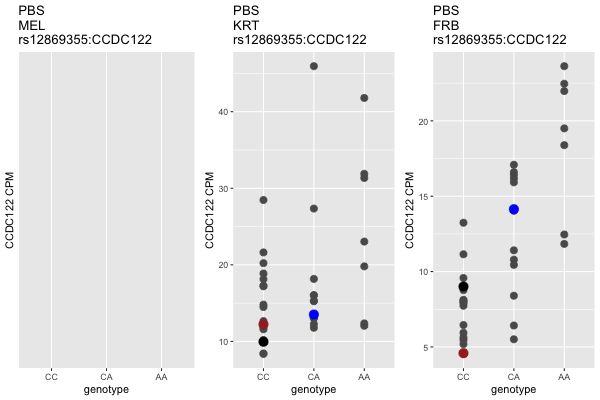 PBS
MEL
rs12869355:CCDC122
CCDC122 CPM
CC
CA
AA
genotype
PBS
KRT
rs12869355:CCDC122
CCDC122 CPM
40
30
20
10
CC
CA
AA
genotype
PBS
FRB
rs12869355:CCDC122
CCDC122 CPM
20
15
10
5
CC
CA
AA
genotype